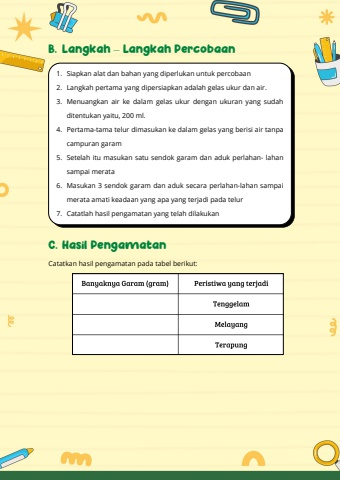 B. Langkah – Langkah Percobaan
1. Siapkan alat dan bahan yang diperlukan untuk percobaan
2. Langkah pertama yang dipersiapkan adalah gelas ukur dan air.
3. Menuangkan air ke dalam gelas ukur dengan ukuran yang sudah
ditentukan yaitu, 200 ml.
4. Pertama-tama telur dimasukan ke dalam gelas yang berisi air tanpa
campuran garam
5. Setelah itu masukan satu sendok garam dan aduk perlahan- lahan
sampai merata
6. Masukan 3 sendok garam dan aduk secara perlahan-lahan sampai
merata amati keadaan yang apa yang terjadi pada telur
7. Catatlah hasil pengamatan yang telah dilakukan
C. Hasil Pengamatan
Catatkan hasil pengamatan pada tabel berikut:
Banyaknya Garam (gram) Peristiwa yang terjadi
Tenggelam
Melayang
Terapung